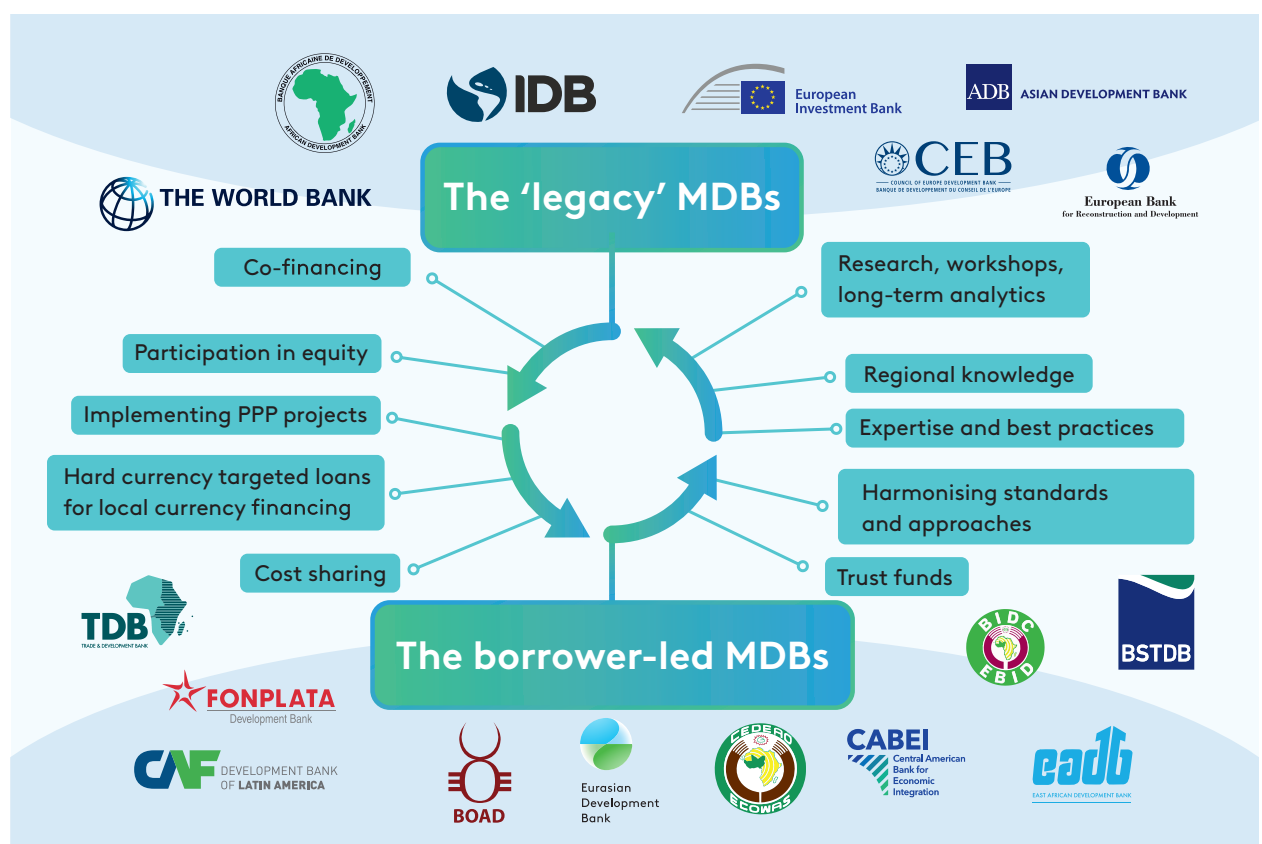 BANQUE AFRICAINE DE DEVELOPPEMENT
AFRICAN DEVELOPMENT BANK
IDB
European
Investment Bank
ADB
ASIAN DEVELOPMENT BANK
THE WORLD BANK
The ‘legacy’ MDBs
CEB
COUNCIL OF EUROPE DEVELOPMENT BANK
BANQUE DE DEVELOPPEMENT DU CONSEIL DE L'EUROPE
European Bank
for Reconstruction and Development
Co-financing
Participation in equity
Implementing PPP projects
Hard currency targeted loans
for local currency financing
Cost sharing
Research, workshops,
long-term analytics
Regional knowledge
Expertise and best practices
Harmonising standards
and approaches
Trust funds
The borrower-led MDBs
TDB
TRADE & DEVELOPMENT BANK
FONPLATA
Development Bank
CAF
DEVELOPMENT BANK
OF LATIN AMERICA
BOAD
Eurasian
Development
Bank
CEDEAO
ECOWAS
CABEI
Central American
Bank for
Economic
Integration
eadb
EAST AFRICAN DEVELOPMENT BANK
BIDC
EBID
BSTDB